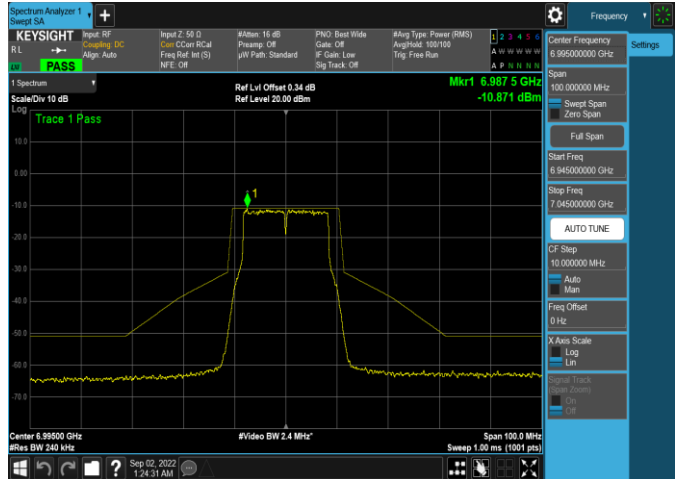 Spectrum Analyzer 1
Swept SA
Frequency
KEYSIGHT
Input: RF
Input Z: 50 Ω
#Atten: 16 dB
PNO: Best Wide
#Avg Type: Power (RMS)
1 2 3 4 5 6
RL
Coupling: DC
Corr CCorr RCal
Preamp: Off
Gate: Off
Avg|Hold: 100/100
A W W W W W
Align: Auto
Freq Ref: Int (S)
µW Path: Standard
IF Gain: Low
Trig: Free Run
PASS
NFE: Off
Sig Track: Off
A P N N N N
1 Spectrum
Ref Lvl Offset 0.34 dB
Mkr1 6.987 5 GHz
Scale/Div 10 dB
Ref Level 20.00 dBm
-10.871 dBm
Log
Trace 1 Pass
10.0
0.00
1
-10.0
-20.0
-30.0
-40.0
-50.0
-60.0
-70.0
Center 6.99500 GHz
#Video BW 2.4 MHz*
Span 100.0 MHz
#Res BW 240 kHz
Sweep 1.00 ms (1001 pts)
Sep 02, 2022
1:24:31 AM
Center Frequency
6.995000000 GHz
Settings
Span
100.000000 MHz
Swept Span
Zero Span
Full Span
Start Freq
6.945000000 GHz
Stop Freq
7.045000000 GHz
AUTO TUNE
CF Step
10.000000 MHz
Auto
Man
Freq Offset
0 Hz
X Axis Scale
Log
Lin
Signal Track
(Span Zoom)
On
Off